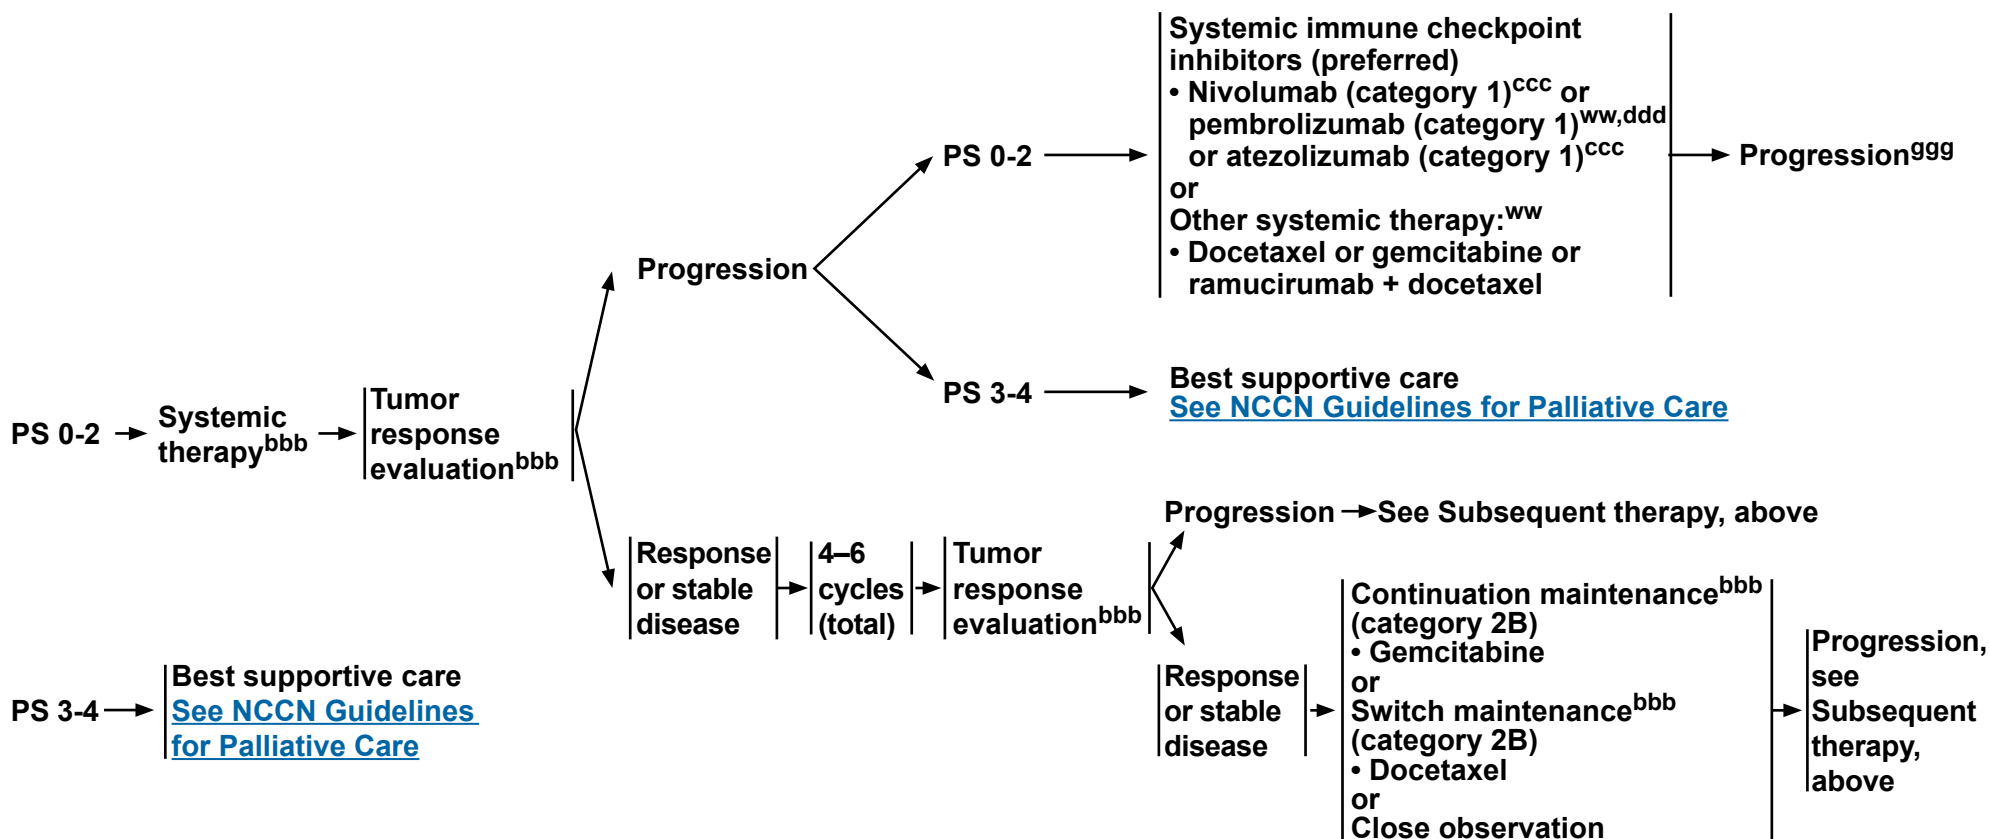 PS 0-2
Systemic
therapybbb
Tumor
response
evaluationbbb
Progression
PS 0-2
Systemic immune checkpoint
inhibitors (preferred)
• Nivolumab (category 1)ccc or
pembrolizumab (category 1)ww,ddd
or atezolizumab (category 1)ccc
or
Other systemic therapy:ww
• Docetaxel or gemcitabine or
ramucirumab + docetaxel
Progressionggg
PS 3-4
Best supportive care
See NCCN Guidelines for Palliative Care
Response
or stable
disease
4–6
cycles
(total)
Tumor
response
evaluationbbb
Progression
See Subsequent therapy, above
Response
or stable
disease
Continuation maintenancebbb
(category 2B)
• Gemcitabine
or
Switch maintenancebbb
(category 2B)
• Docetaxel
or
Close observation
Progression,
see
Subsequent
therapy,
above
PS 3-4
Best supportive care
See NCCN Guidelines
for Palliative Care